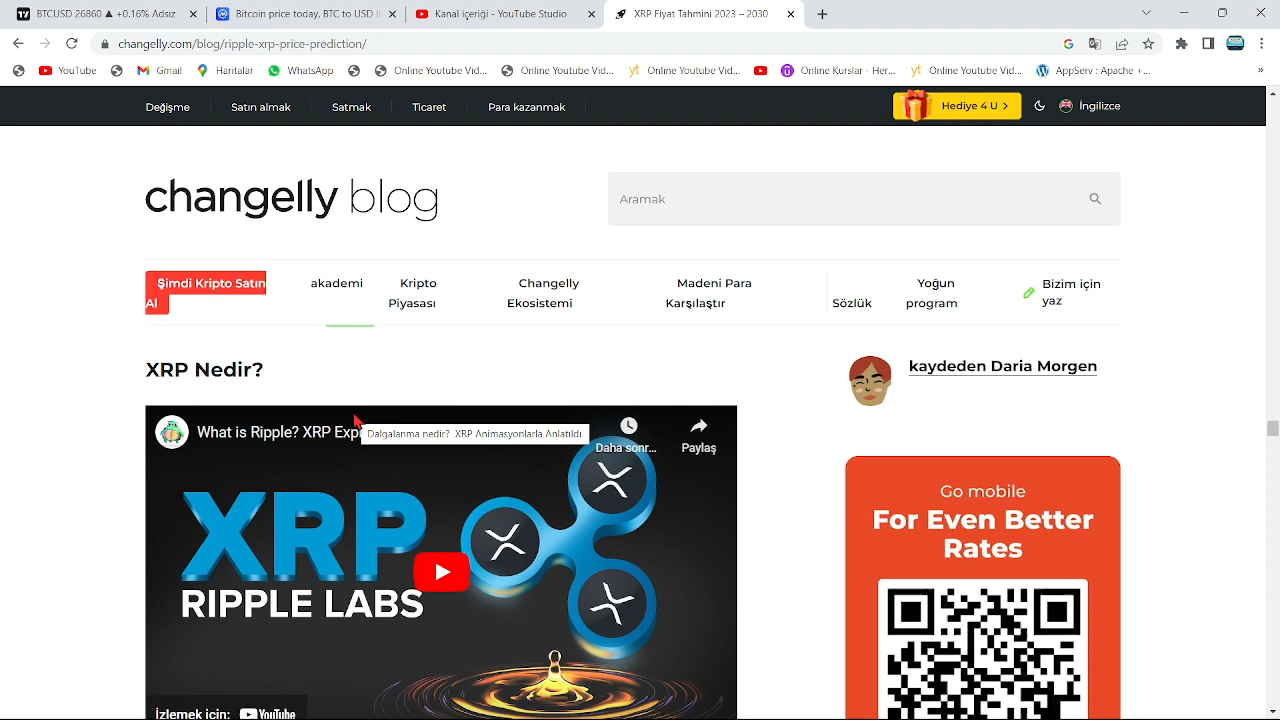 BTCUSD 26860 ▲ +0.16% Adsız
Bitcoin price today, BTC to USD li
Kanal içeriği - YouTube Studio
XRP Fiyat Tahmini 2023 – 2030
changelly.com/blog/ripple-xrp-price-prediction/
YouTube
Gmail
Haritalar
WhatsApp
Online Youtube Vid...
Online Youtube Vid...
Online Youtube Vid...
Online Kurslar - Her...
Online Youtube Vid...
AppServ : Apache +...
»
Değişme
Satın almak
Satmak
Ticaret
Para kazanmak
Hediye 4 U >
İngilizce
changelly blog
Aramak
Şimdi Kripto Satın
Al
akademi
Kripto
Piyasası
Changelly
Ekosistemi
Madeni Para
Karşılaştır
Sözlük
Yoğun
program
Bizim için
yaz
XRP Nedir?
kaydeden Daria Morgen
What is Ripple? XRP Exp
Dalgalanma nedir? XRP Animasyonlarla Anlatıldı
Daha sonr...
Paylaş
XRP
RIPPLE LABS
İzlemek için:
YouTube
Go mobile
For Even Better
Rates